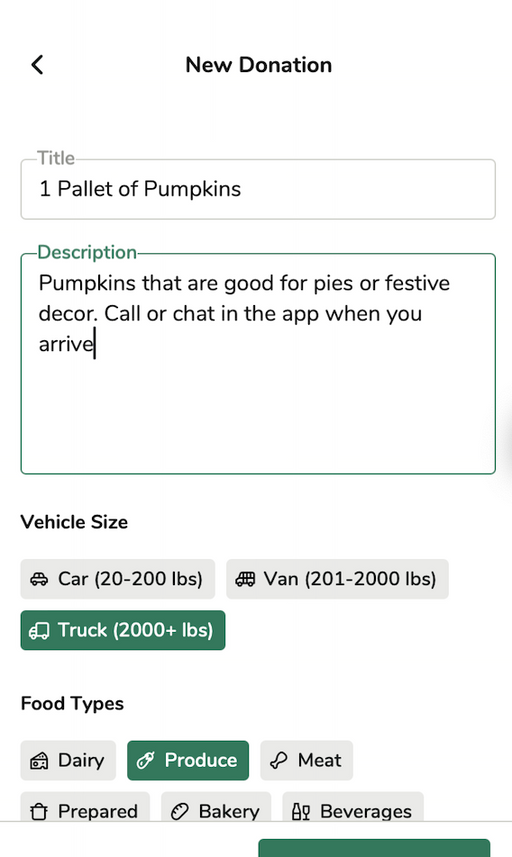 New Donation
Title
1 Pallet of Pumpkins
Description
Pumpkins that are good for pies or festive
decor. Call or chat in the app when you
arrive
Vehicle Size
Car (20-200 lbs)
Van (201-2000 lbs)
Truck (2000+ lbs)
Food Types
Dairy
Produce
Meat
Prepared
Bakery
Beverages